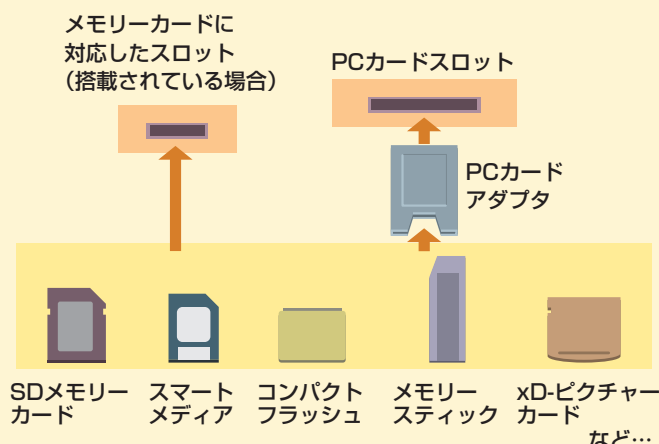 メモリーカードに
対応したスロット
（搭載されている場合）
PCカードスロット
PCカード
アダプタ
SDメモリー
カード
スマート
メディア
コンパクト
フラッシュ
メモリー
スティック
xD-ピクチャー
カード
など…